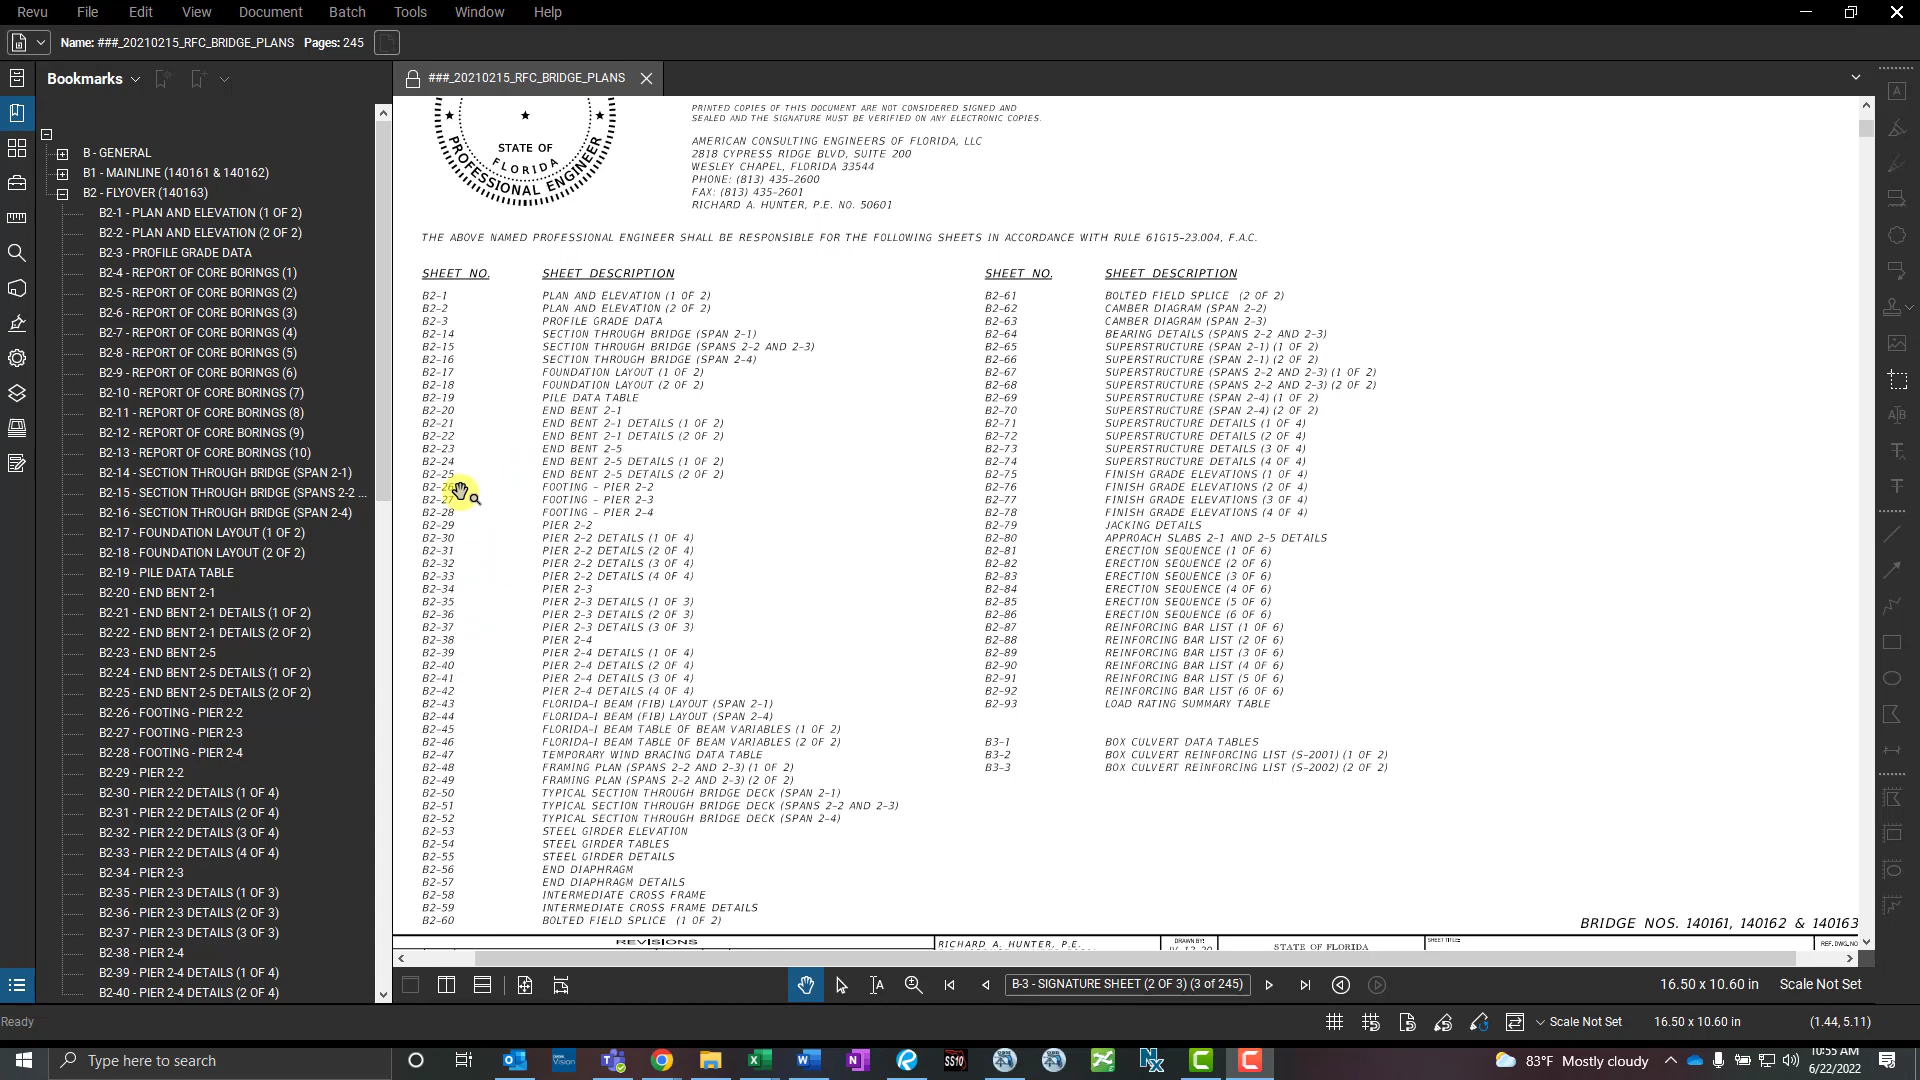 Revu File Edit View Document Batch Tools Window Help
Name: ###_20210215_RFC_BRIDGE_PLANS Pages: 245
Bookmarks
###_20210215_RFC_BRIDGE_PLANS
B - GENERAL
B1 - MAINLINE (140161 & 140162)
B2 - FLYOVER (140163)
B2-1 - PLAN AND ELEVATION (1 OF 2)
B2-2 - PLAN AND ELEVATION (2 OF 2)
B2-3 - PROFILE GRADE DATA
B2-4 - REPORT OF CORE BORINGS (1)
B2-5 - REPORT OF CORE BORINGS (2)
B2-6 - REPORT OF CORE BORINGS (3)
B2-7 - REPORT OF CORE BORINGS (4)
B2-8 - REPORT OF CORE BORINGS (5)
B2-9 - REPORT OF CORE BORINGS (6)
B2-10 - REPORT OF CORE BORINGS (7)
B2-11 - REPORT OF CORE BORINGS (8)
B2-12 - REPORT OF CORE BORINGS (9)
B2-13 - REPORT OF CORE BORINGS (10)
B2-14 - SECTION THROUGH BRIDGE (SPAN 2-1)
B2-15 - SECTION THROUGH BRIDGE (SPANS 2-2 ...
B2-16 - SECTION THROUGH BRIDGE (SPAN 2-4)
B2-17 - FOUNDATION LAYOUT (1 OF 2)
B2-18 - FOUNDATION LAYOUT (2 OF 2)
B2-19 - PILE DATA TABLE
B2-20 - END BENT 2-1
B2-21 - END BENT 2-1 DETAILS (1 OF 2)
B2-22 - END BENT 2-1 DETAILS (2 OF 2)
B2-23 - END BENT 2-5
B2-24 - END BENT 2-5 DETAILS (1 OF 2)
B2-25 - END BENT 2-5 DETAILS (2 OF 2)
B2-26 - FOOTING - PIER 2-2
B2-27 - FOOTING - PIER 2-3
B2-28 - FOOTING - PIER 2-4
B2-29 - PIER 2-2
B2-30 - PIER 2-2 DETAILS (1 OF 4)
B2-31 - PIER 2-2 DETAILS (2 OF 4)
B2-32 - PIER 2-2 DETAILS (3 OF 4)
B2-33 - PIER 2-2 DETAILS (4 OF 4)
B2-34 - PIER 2-3
B2-35 - PIER 2-3 DETAILS (1 OF 3)
B2-36 - PIER 2-3 DETAILS (2 OF 3)
B2-37 - PIER 2-3 DETAILS (3 OF 3)
B2-38 - PIER 2-4
B2-39 - PIER 2-4 DETAILS (1 OF 4)
B2-40 - PIER 2-4 DETAILS (2 OF 4)
STATE OF
FLORIDA
PROFESSIONAL ENGINEER
PRINTED COPIES OF THIS DOCUMENT ARE NOT CONSIDERED SIGNED AND
SEALED AND THE SIGNATURE MUST BE VERIFIED ON ANY ELECTRONIC COPIES.
AMERICAN CONSULTING ENGINEERS OF FLORIDA, LLC
2818 CYPRESS RIDGE BLVD, SUITE 200
WESLEY CHAPEL, FLORIDA 33544
PHONE: (813) 435-2600
FAX: (813) 435-2601
RICHARD A. HUNTER, P.E. NO. 50601
THE ABOVE NAMED PROFESSIONAL ENGINEER SHALL BE RESPONSIBLE FOR THE FOLLOWING SHEETS IN ACCORDANCE WITH RULE 61G15-23.004, F.A.C.
SHEET NO. SHEET DESCRIPTION
B2-1 PLAN AND ELEVATION (1 OF 2)
B2-2 PLAN AND ELEVATION (2 OF 2)
B2-3 PROFILE GRADE DATA
B2-14 SECTION THROUGH BRIDGE (SPAN 2-1)
B2-15 SECTION THROUGH BRIDGE (SPANS 2-2 AND 2-3)
B2-16 SECTION THROUGH BRIDGE (SPAN 2-4)
B2-17 FOUNDATION LAYOUT (1 OF 2)
B2-18 FOUNDATION LAYOUT (2 OF 2)
B2-19 PILE DATA TABLE
B2-20 END BENT 2-1
B2-21 END BENT 2-1 DETAILS (1 OF 2)
B2-22 END BENT 2-1 DETAILS (2 OF 2)
B2-23 END BENT 2-5
B2-24 END BENT 2-5 DETAILS (1 OF 2)
B2-25 END BENT 2-5 DETAILS (2 OF 2)
B2-26 FOOTING - PIER 2-2
B2-27 FOOTING - PIER 2-3
B2-28 FOOTING - PIER 2-4
B2-29 PIER 2-2
B2-30 PIER 2-2 DETAILS (1 OF 4)
B2-31 PIER 2-2 DETAILS (2 OF 4)
B2-32 PIER 2-2 DETAILS (3 OF 4)
B2-33 PIER 2-2 DETAILS (4 OF 4)
B2-34 PIER 2-3
B2-35 PIER 2-3 DETAILS (1 OF 3)
B2-36 PIER 2-3 DETAILS (2 OF 3)
B2-37 PIER 2-3 DETAILS (3 OF 3)
B2-38 PIER 2-4
B2-39 PIER 2-4 DETAILS (1 OF 4)
B2-40 PIER 2-4 DETAILS (2 OF 4)
B2-41 PIER 2-4 DETAILS (3 OF 4)
B2-42 PIER 2-4 DETAILS (4 OF 4)
B2-43 FLORIDA-I BEAM (FIB) LAYOUT (SPAN 2-1)
B2-44 FLORIDA-I BEAM (FIB) LAYOUT (SPAN 2-4)
B2-45 FLORIDA-I BEAM TABLE OF BEAM VARIABLES (1 OF 2)
B2-46 FLORIDA-I BEAM TABLE OF BEAM VARIABLES (2 OF 2)
B2-47 TEMPORARY WIND BRACING DATA TABLE
B2-48 FRAMING PLAN (SPANS 2-2 AND 2-3) (1 OF 2)
B2-49 FRAMING PLAN (SPANS 2-2 AND 2-3) (2 OF 2)
B2-50 TYPICAL SECTION THROUGH BRIDGE DECK (SPAN 2-1)
B2-51 TYPICAL SECTION THROUGH BRIDGE DECK (SPANS 2-2 AND 2-3)
B2-52 TYPICAL SECTION THROUGH BRIDGE DECK (SPAN 2-4)
B2-53 STEEL GIRDER ELEVATION
B2-54 STEEL GIRDER TABLES
B2-55 STEEL GIRDER DETAILS
B2-56 END DIAPHRAGM
B2-57 END DIAPHRAGM DETAILS
B2-58 INTERMEDIATE CROSS FRAME
B2-59 INTERMEDIATE CROSS FRAME DETAILS
B2-60 BOLTED FIELD SPLICE (1 OF 2)
SHEET NO. SHEET DESCRIPTION
B2-61 BOLTED FIELD SPLICE (2 OF 2)
B2-62 CAMBER DIAGRAM (SPAN 2-2)
B2-63 CAMBER DIAGRAM (SPAN 2-3)
B2-64 BEARING DETAILS (SPANS 2-2 AND 2-3)
B2-65 SUPERSTRUCTURE (SPAN 2-1) (1 OF 2)
B2-66 SUPERSTRUCTURE (SPAN 2-1) (2 OF 2)
B2-67 SUPERSTRUCTURE (SPANS 2-2 AND 2-3) (1 OF 2)
B2-68 SUPERSTRUCTURE (SPANS 2-2 AND 2-3) (2 OF 2)
B2-69 SUPERSTRUCTURE (SPAN 2-4) (1 OF 2)
B2-70 SUPERSTRUCTURE (SPAN 2-4) (2 OF 2)
B2-71 SUPERSTRUCTURE DETAILS (1 OF 4)
B2-72 SUPERSTRUCTURE DETAILS (2 OF 4)
B2-73 SUPERSTRUCTURE DETAILS (3 OF 4)
B2-74 SUPERSTRUCTURE DETAILS (4 OF 4)
B2-75 FINISH GRADE ELEVATIONS (1 OF 4)
B2-76 FINISH GRADE ELEVATIONS (2 OF 4)
B2-77 FINISH GRADE ELEVATIONS (3 OF 4)
B2-78 FINISH GRADE ELEVATIONS (4 OF 4)
B2-79 JACKING DETAILS
B2-80 APPROACH SLABS 2-1 AND 2-5 DETAILS
B2-81 ERECTION SEQUENCE (1 OF 6)
B2-82 ERECTION SEQUENCE (2 OF 6)
B2-83 ERECTION SEQUENCE (3 OF 6)
B2-84 ERECTION SEQUENCE (4 OF 6)
B2-85 ERECTION SEQUENCE (5 OF 6)
B2-86 ERECTION SEQUENCE (6 OF 6)
B2-87 REINFORCING BAR LIST (1 OF 6)
B2-88 REINFORCING BAR LIST (2 OF 6)
B2-89 REINFORCING BAR LIST (3 OF 6)
B2-90 REINFORCING BAR LIST (4 OF 6)
B2-91 REINFORCING BAR LIST (5 OF 6)
B2-92 REINFORCING BAR LIST (6 OF 6)
B2-93 LOAD RATING SUMMARY TABLE
B3-1 BOX CULVERT DATA TABLES
B3-2 BOX CULVERT REINFORCING LIST (S-2001) (1 OF 2)
B3-3 BOX CULVERT REINFORCING LIST (S-2002) (2 OF 2)
BRIDGE NOS. 140161, 140162 & 140163
REVISIONS
RICHARD A. HUNTER, P.E.
DRAWN BY:
STATE OF FLORIDA
SHEET TITLE:
REF. DWG. NO
B-3 - SIGNATURE SHEET (2 OF 3) (3 of 245)
16.50 x 10.60 in Scale Not Set
Ready
Scale Not Set 16.50 x 10.60 in (1.44, 5.11)
Type here to search
Vision
SS10
83°F Mostly cloudy
10:55 AM
6/22/2022